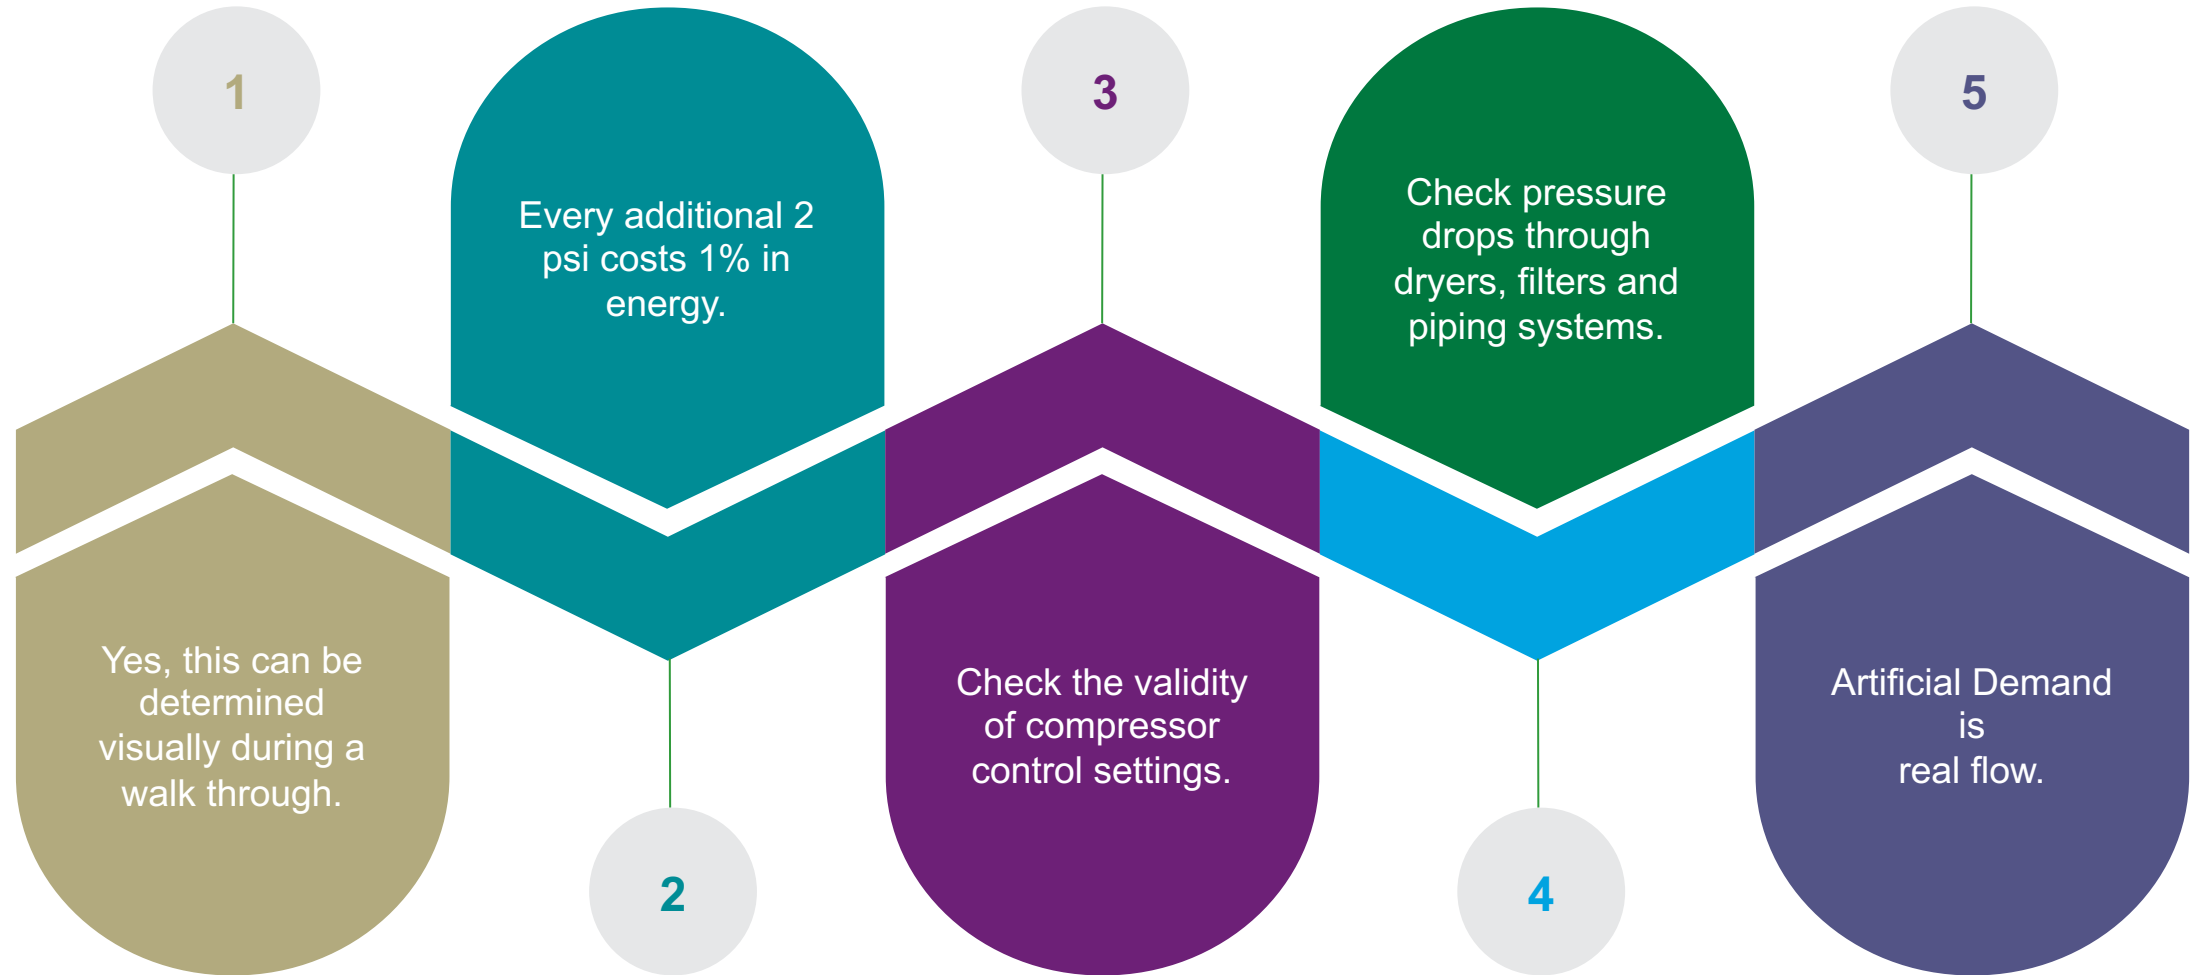 1
Yes, this can be
determined
visually during a
walk through.
Every additional 2
psi costs 1% in
energy.
2
3
Check the validity
of compressor
control settings.
Check pressure
drops through
dryers, filters and
piping systems.
4
5
Artificial Demand
is
real flow.